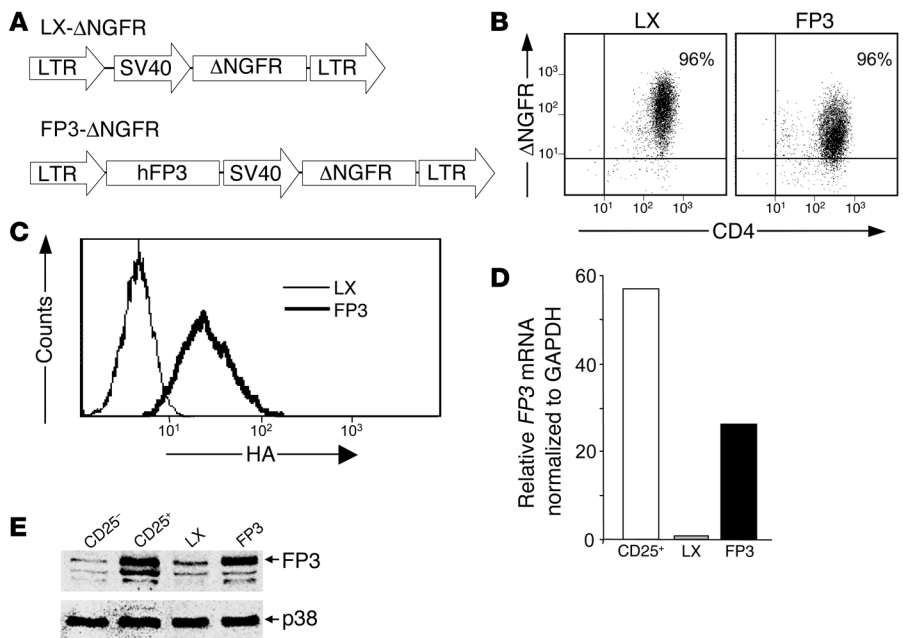 A
LX-ΔNGFR
LTR SV40 ΔNGFR LTR
FP3-ΔNGFR
LTR hFP3 SV40 ΔNGFR LTR
B
LX FP3
96% 96%
ΔNGFR
10³
10²
10¹
10¹ 10² 10³ 10¹ 10² 10³
CD4
C
Counts
LX
FP3
10¹ 10² 10³
HA
D
Relative FP3 mRNA
normalized to GAPDH
60
40
20
0
CD25⁺ LX FP3
E
CD25⁻ CD25⁺ LX FP3
FP3
p38